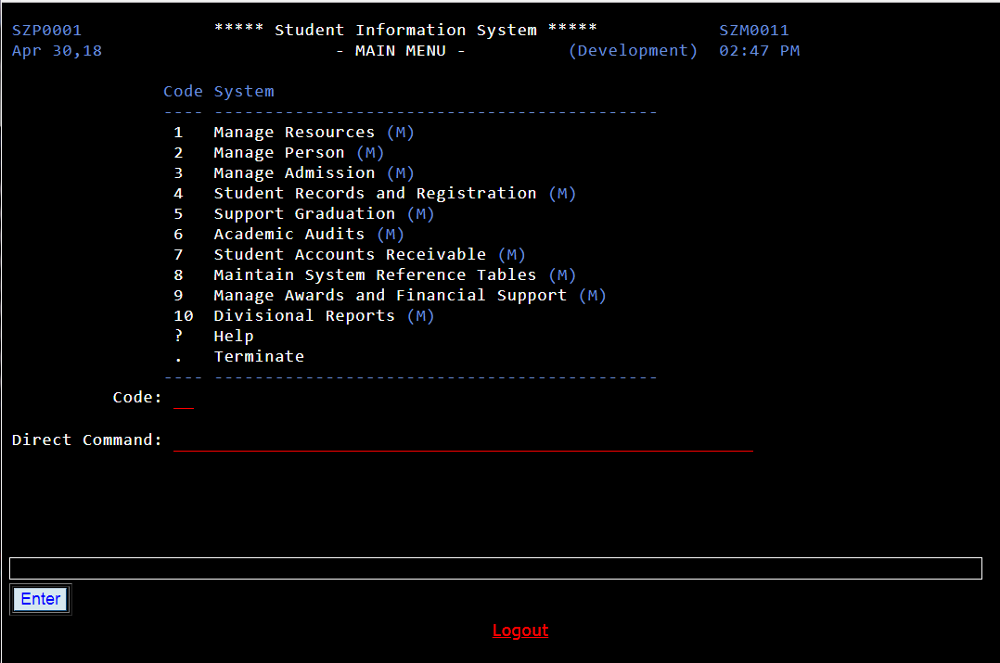 SZP0001 ***** Student Information System ***** SZM0011
Apr 30,18 - MAIN MENU - (Development) 02:47 PM
Code System
---- --------------------------------------------
1 Manage Resources (M)
2 Manage Person (M)
3 Manage Admission (M)
4 Student Records and Registration (M)
5 Support Graduation (M)
6 Academic Audits (M)
7 Student Accounts Receivable (M)
8 Maintain System Reference Tables (M)
9 Manage Awards and Financial Support (M)
10 Divisional Reports (M)
? Help
. Terminate
---- --------------------------------------------
Code: __
Direct Command:
Enter
Logout